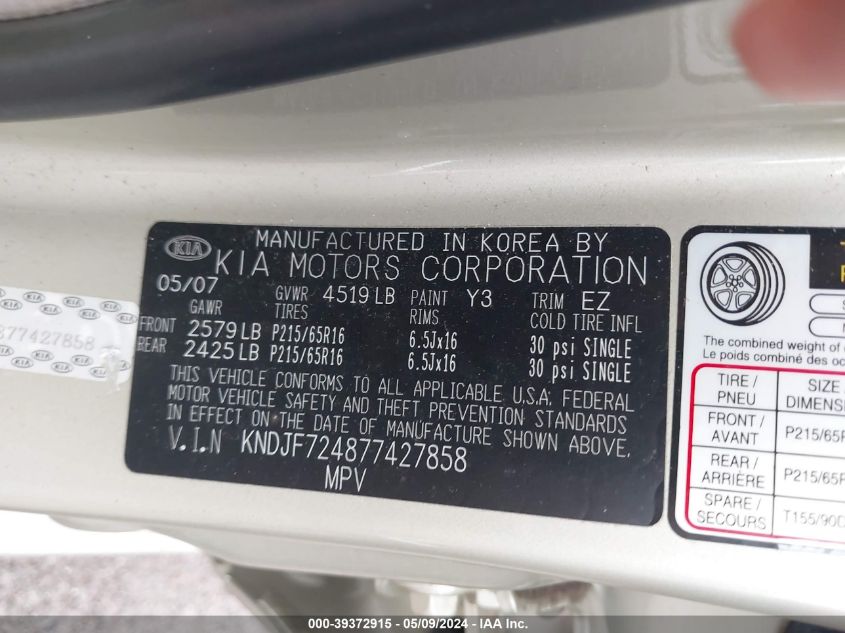 KIA
MANUFACTURED IN KOREA BY
KIA MOTORS CORPORATION
05/07 GVWR 4519 LB PAINT Y3 TRIM EZ
GAWR TIRES RIMS COLD TIRE INFL
FRONT 2579 LB P215/65R16 6.5Jx16 30 psi SINGLE
REAR 2425 LB P215/65R16 6.5Jx16 30 psi SINGLE
THIS VEHICLE CONFORMS TO ALL APPLICABLE U.S.A. FEDERAL
MOTOR VEHICLE SAFETY AND THEFT PREVENTION STANDARDS
IN EFFECT ON THE DATE OF MANUFACTURE SHOWN ABOVE.
V.I.N KNDJF724877427858
MPV
877427858
The combined weight of
Le poids combiné des
TIRE / SIZE
PNEU DIMENSI
FRONT / P215/65R
AVANT
REAR / P215/65R
ARRIÈRE
SPARE / T155/90D
SECOURS
000-39372915 - 05/09/2024 - IAA Inc.